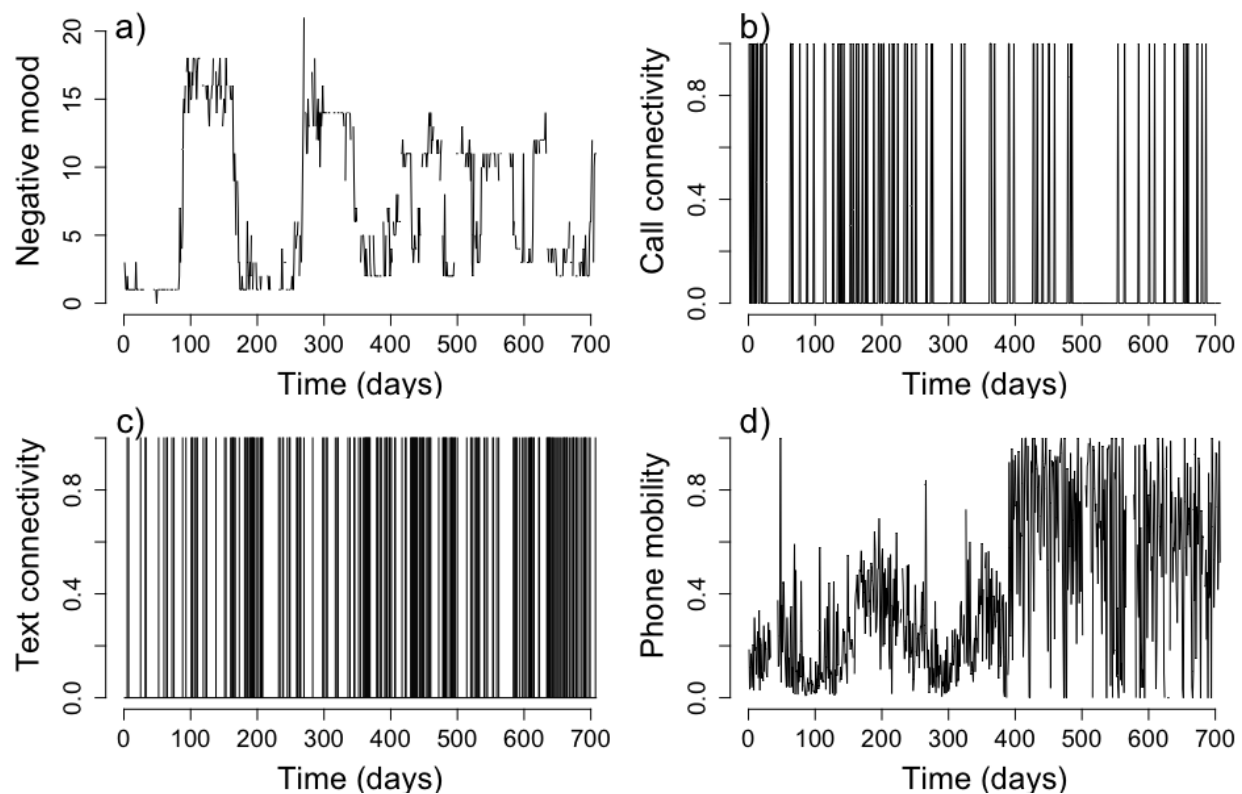 a)
Negative mood
0 5 10 15 20
0 100 200 300 400 500 600 700
Time (days)
b)
Call connectivity
0.0 0.4 0.8
0 100 200 300 400 500 600 700
Time (days)
c)
Text connectivity
0.0 0.4 0.8
0 100 200 300 400 500 600 700
Time (days)
d)
Phone mobility
0.0 0.4 0.8
0 100 200 300 400 500 600 700
Time (days)